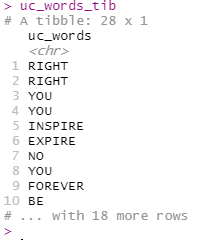 > uc_words_tib
# A tibble: 28 x 1
uc_words
<chr>
1 RIGHT
2 RIGHT
3 YOU
4 YOU
5 INSPIRE
6 EXPIRE
7 NO
8 YOU
9 FOREVER
10 BE
# ... with 18 more rows
>